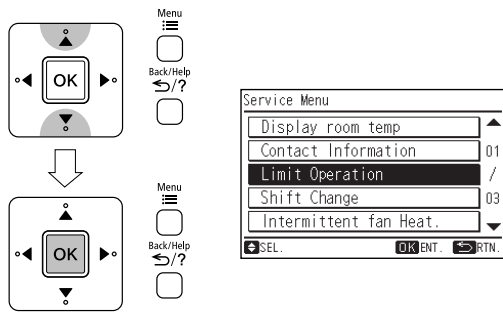 Menu
OK
Back/Help
/?
Menu
OK
Back/Help
/?
Service Menu
Display room temp
Contact Information
01
Limit Operation
/
Shift Change
03
Intermittent fan Heat.
SEL. OK ENT. RTN.